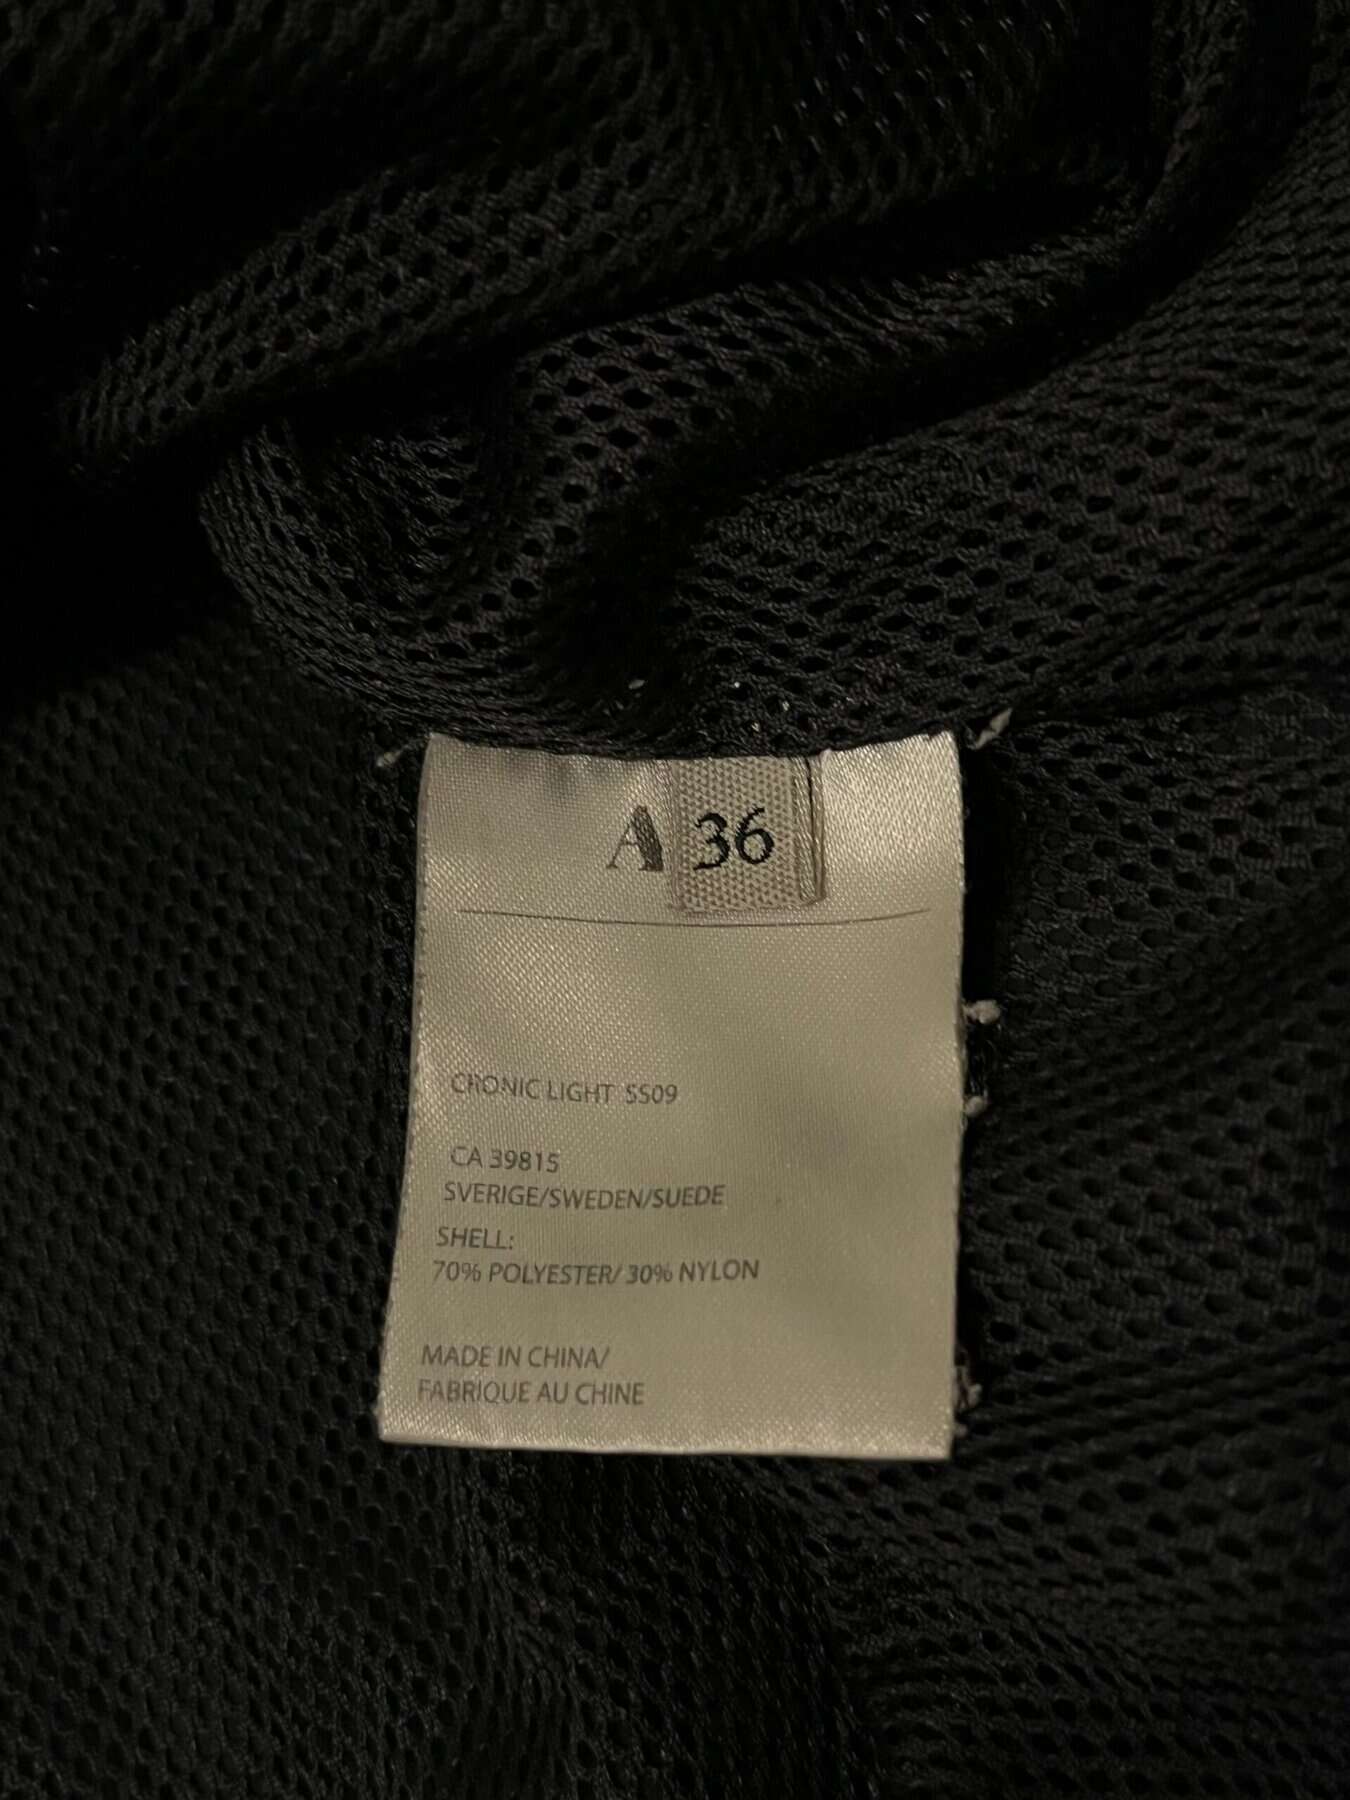 A 36
CRONIC LIGHT SS09
CA 39815
SVERIGE/SWEDEN/SUEDE
SHELL:
70% POLYESTER/ 30% NYLON
MADE IN CHINA/
FABRIQUE AU CHINE